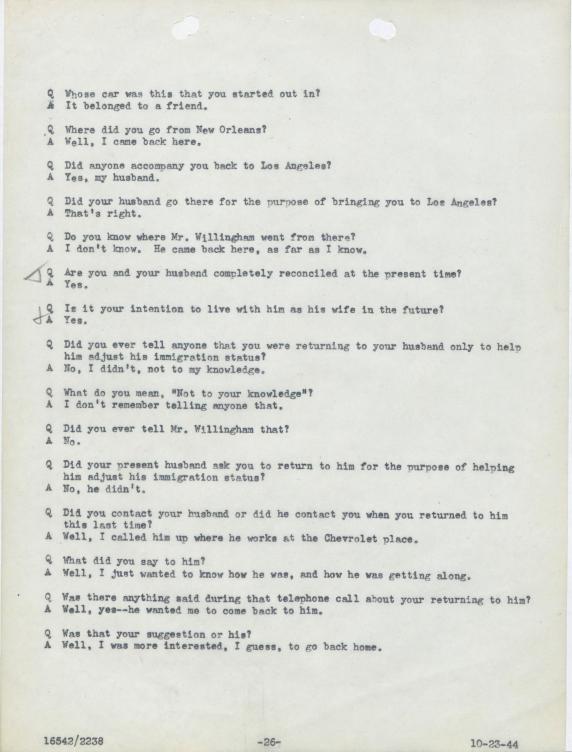 Q Whose car was this that you started out in?
A It belonged to a friend.
Q Where did you go from New Orleans?
A Well, I came back here.
Q Did anyone accompany you back to Los Angeles?
A Yes, my husband.
Q Did your husband go there for the purpose of bringing you to Los Angeles?
A That's right.
Q Do you know where Mr. Willingham went from there?
A I don't know. He came back here, as far as I know.
Q Are you and your husband completely reconciled at the present time?
A Yes.
Q Is it your intention to live with him as his wife in the future?
A Yes.
Q Did you ever tell anyone that you were returning to your husband only to help
him adjust his immigration status?
A No, I didn't, not to my knowledge.
Q What do you mean, "Not to your knowledge"?
A I don't remember telling anyone that.
Q Did you ever tell Mr. Willingham that?
A No.
Q Did your present husband ask you to return to him for the purpose of helping
him adjust his immigration status?
A No, he didn't.
Q Did you contact your husband or did he contact you when you returned to him
this last time?
A Well, I called him up where he works at the Chevrolet place.
Q What did you say to him?
A Well, I just wanted to know how he was, and how he was getting along.
Q Was there anything said during that telephone call about your returning to him?
A Well, yes--he wanted me to come back to him.
Q Was that your suggestion or his?
A Well, I was more interested, I guess, to go back home.
16542/2238 -26- 10-23-44